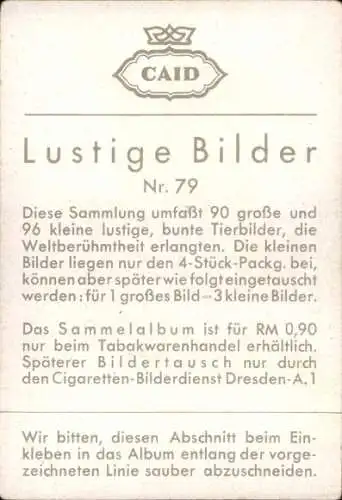 CAID
Lustige Bilder
Nr. 79
Diese Sammlung umfaßt 90 große und
96 kleine lustige, bunte Tierbilder, die
Weltberühmtheit erlangten. Die kleinen
Bilder liegen nur den 4-Stück-Packg. bei,
können aber später wie folgt eingetauscht
werden: für 1 großes Bild = 3 kleine Bilder.
Das Sammelalbum ist für RM 0,90
nur beim Tabakwarenhandel erhältlich.
Späterer Bildertausch nur durch
den Cigaretten-Bilderdienst Dresden-A.1
Wir bitten, diesen Abschnitt beim Ein-
kleben in das Album entlang der vorge-
zeichneten Linie sauber abzuschneiden.